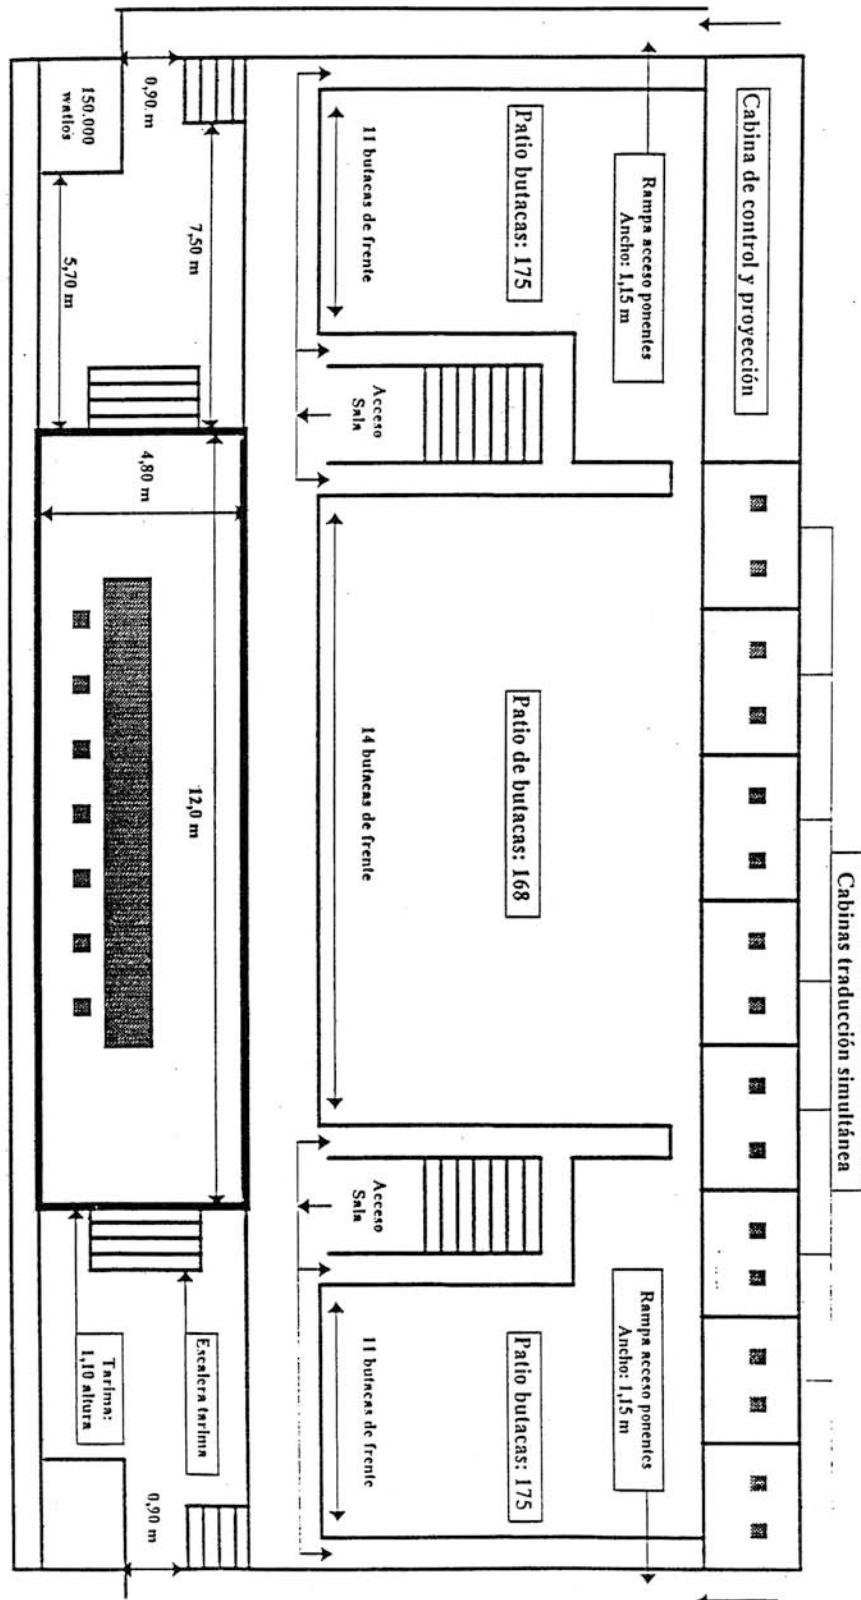 Cabina de control y proyección
Cabinas traducción simultánea
Rampa acceso ponentes
Ancho: 1,15 m
Rampa acceso ponentes
Ancho: 1,15 m
Patio butacas: 175
Patio de butacas: 168
Patio butacas: 175
11 butacas de frente
Acceso
Sala
14 butacas de frente
Acceso
Sala
11 butacas de frente
0,90 m
7,50 m
12,0 m
Escalera tarima
0,90 m
150.000
watios
5,70 m
4,80 m
Tarima:
1,10 altura